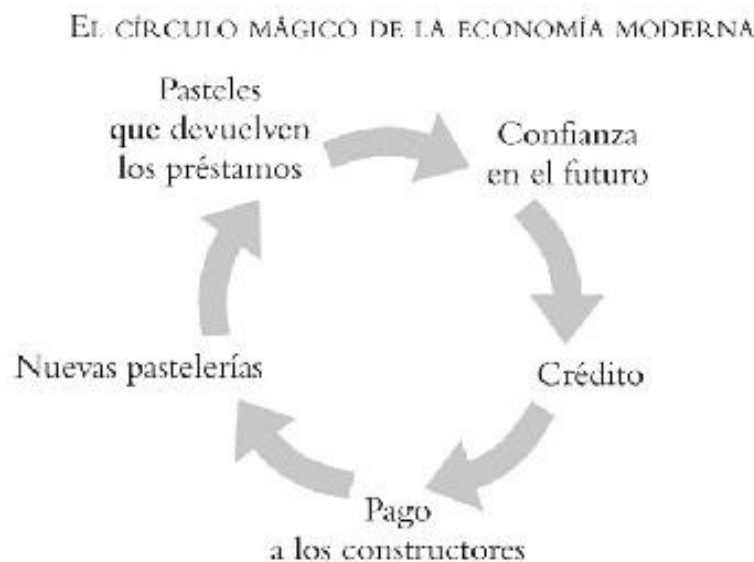 EL CÍRCULO MÁGICO DE LA ECONOMÍA MODERNA
Pasteles
que devuelven
los préstamos
Confianza
en el futuro
Crédito
Pago
a los constructores
Nuevas pastelerías